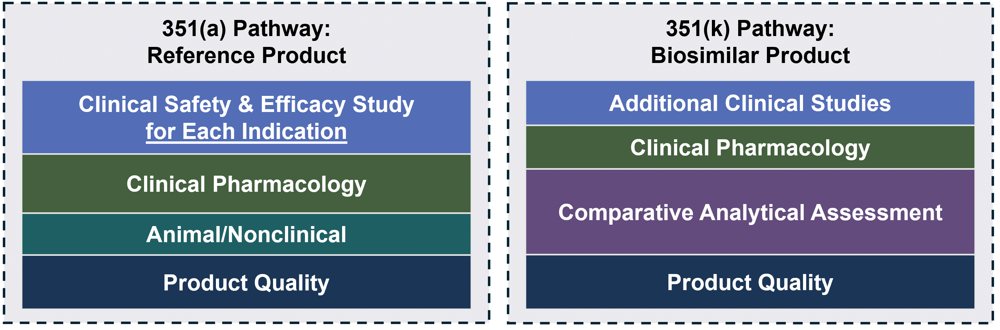 351(a) Pathway:
Reference Product
Clinical Safety & Efficacy Study
for Each Indication
Clinical Pharmacology
Animal/Nonclinical
Product Quality
351(k) Pathway:
Biosimilar Product
Additional Clinical Studies
Clinical Pharmacology
Comparative Analytical Assessment
Product Quality